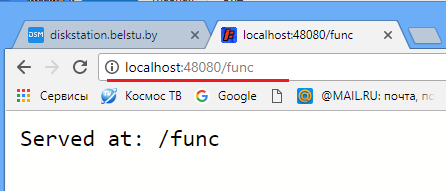 DSM diskstation.belstu.by localhost:48080/func
localhost:48080/func
Сервисы Космос ТВ Google @MAIL.RU: почта, по
Served at: /func